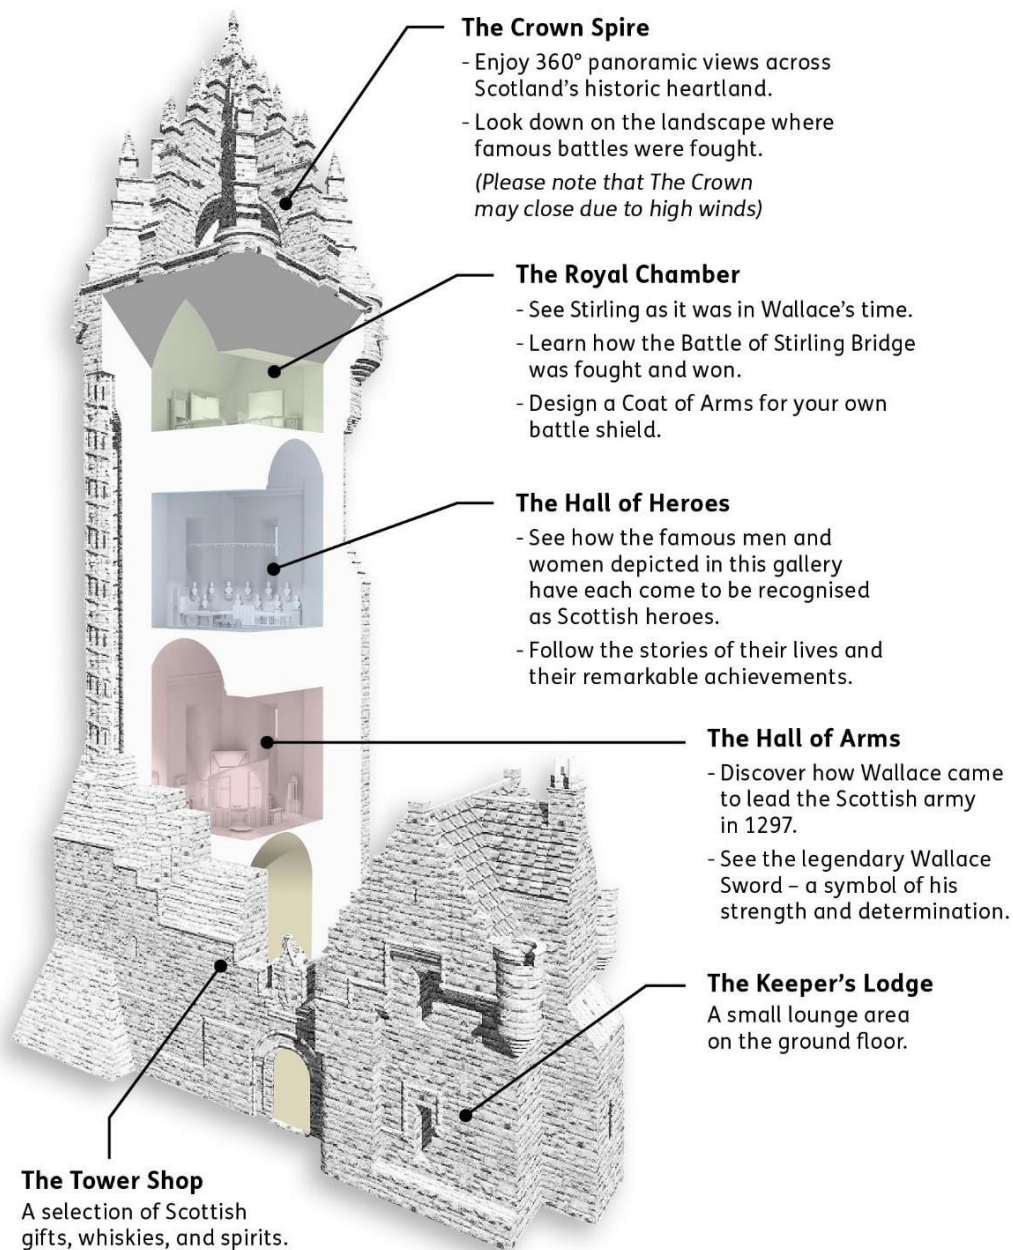 The Crown Spire
- Enjoy 360° panoramic views across
Scotland's historic heartland.
- Look down on the landscape where
famous battles were fought.
(Please note that The Crown
may close due to high winds)
The Royal Chamber
- See Stirling as it was in Wallace's time.
- Learn how the Battle of Stirling Bridge
was fought and won.
- Design a Coat of Arms for your own
battle shield.
The Hall of Heroes
- See how the famous men and
women depicted in this gallery
have each come to be recognised
as Scottish heroes.
- Follow the stories of their lives and
their remarkable achievements.
The Hall of Arms
- Discover how Wallace came
to lead the Scottish army
in 1297.
- See the legendary Wallace
Sword – a symbol of his
strength and determination.
The Keeper's Lodge
A small lounge area
on the ground floor.
The Tower Shop
A selection of Scottish
gifts, whiskies, and spirits.